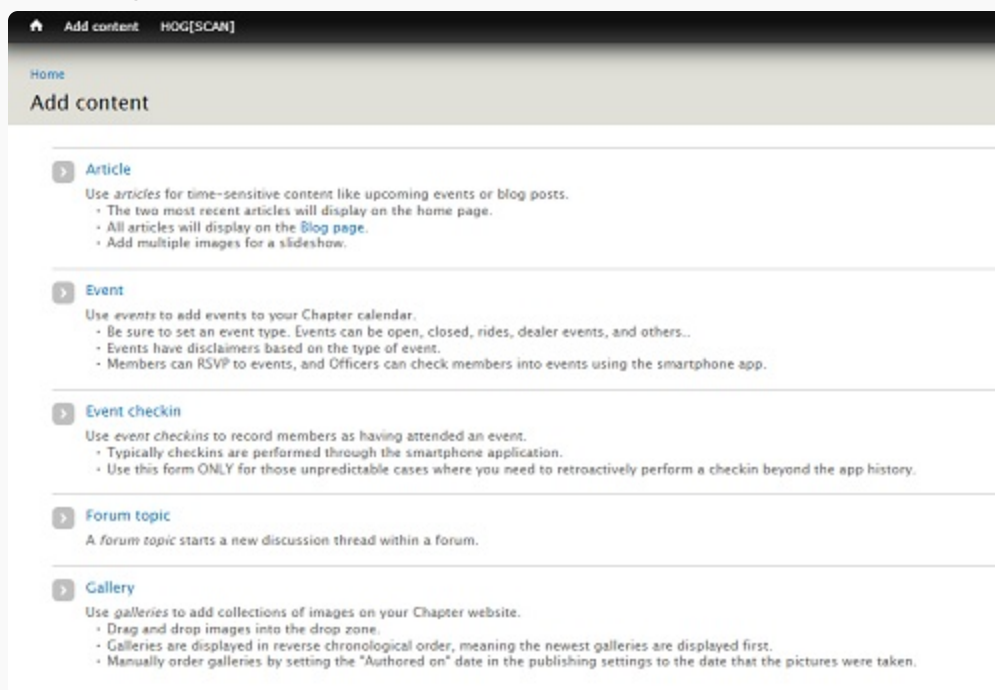 Add content HOG[SCAN]
Home
Add content
Article
Use articles for time-sensitive content like upcoming events or blog posts.
• The two most recent articles will display on the home page.
• All articles will display on the Blog page.
• Add multiple images for a slideshow.
Event
Use events to add events to your Chapter calendar.
• Be sure to set an event type. Events can be open, closed, rides, dealer events, and others..
• Events have disclaimers based on the type of event.
• Members can RSVP to events, and Officers can check members into events using the smartphone app.
Event checkin
Use event checkins to record members as having attended an event.
• Typically checkins are performed through the smartphone application.
• Use this form ONLY for those unpredictable cases where you need to retroactively perform a checkin beyond the app history.
Forum topic
A forum topic starts a new discussion thread within a forum.
Gallery
Use galleries to add collections of images on your Chapter website.
• Drag and drop images into the drop zone.
• Galleries are displayed in reverse chronological order, meaning the newest galleries are displayed first.
• Manually order galleries by setting the "Authored on" date in the publishing settings to the date that the pictures were taken.